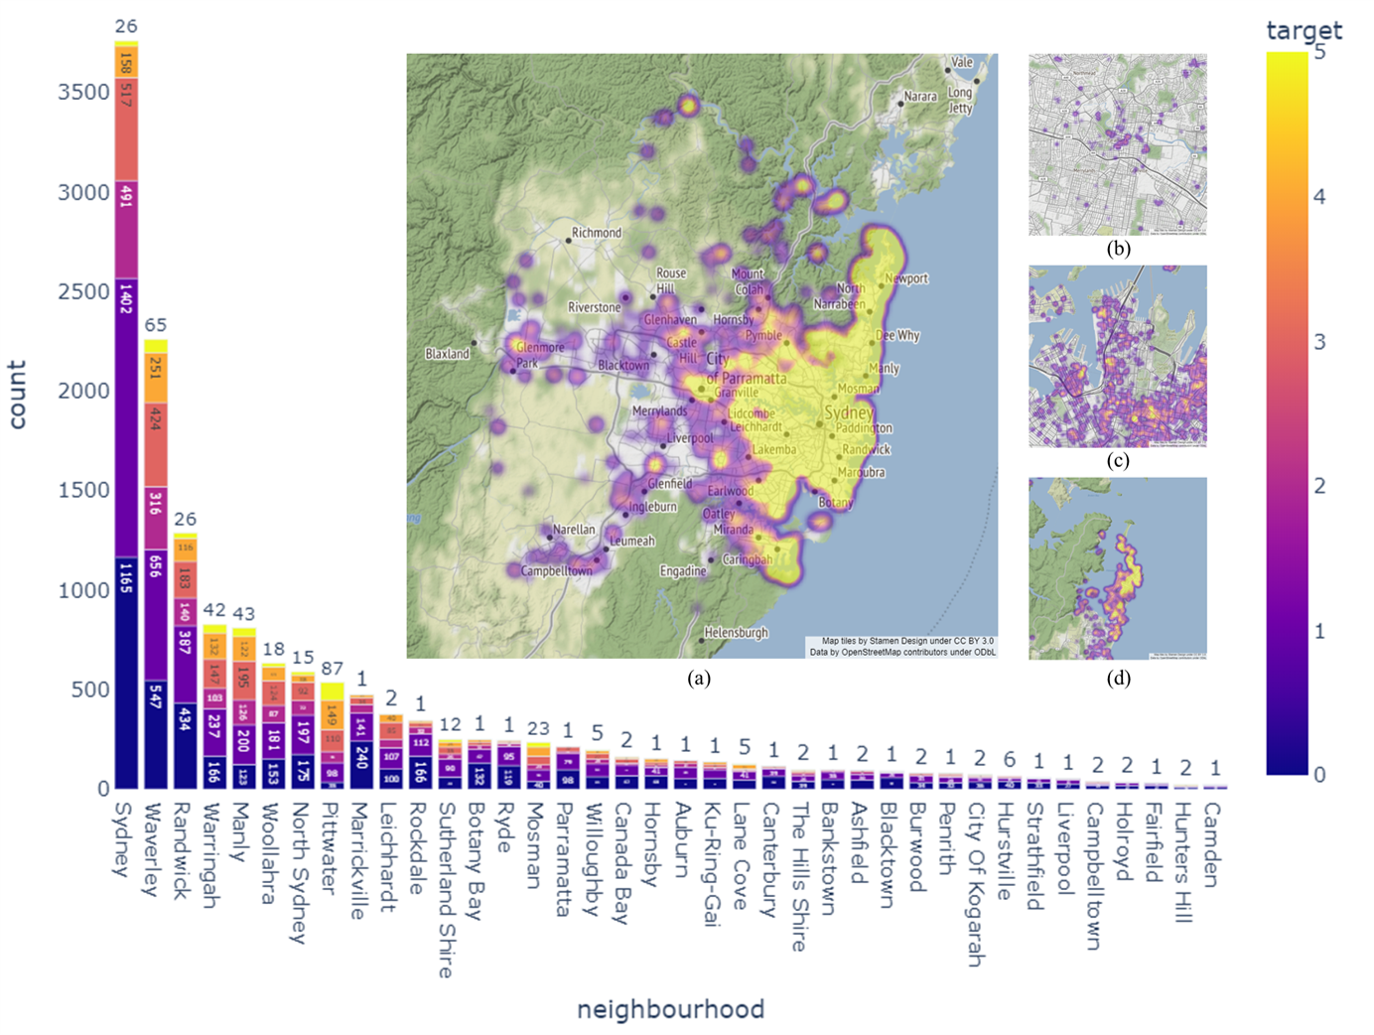 26
target
5
4
3
2
1
0
count
3500
3000
2500
2000
1500
1000
500
0
158
517
491
1402
1165
65
251
424
316
656
547
26
116
183
140
387
434
42
132
147
103
237
166
43
122
195
126
200
123
18
124
87
181
153
15
92
197
175
87
149
110
98
1
141
240
2
107
100
1
112
166
12
90
1
132
1
95
119
23
40
1
79
98
5
2
1
41
1
1
5
41
1
2
1
2
1
2
1
2
6
1
1
2
2
1
2
1
Vale
Long
Jetty
Narara
Richmond
Rouse
Hill
Mount
Colah
Newport
North
Narrabeen
Riverstone
Glenhaven
Hornsby
Pymble
Dee Why
Castle
Hill
Blaxland
Glenmore
Park
Blacktown
City
of Parramatta
Manly
Mosman
Granville
Merrylands
Lidcombe
Leichhardt
Sydney
Paddington
Liverpool
Lakemba
Randwick
Maroubra
Glenfield
Earlwood
Botany
Ingleburn
Oatley
Miranda
Narellan
Leumeah
Caringbah
Campbelltown
Engadine
Helensburgh
Map tiles by Stamen Design under CC BY 3.0
Data by OpenStreetMap contributors under ODbL
(a)
(b)
(c)
(d)
Sydney
Waverley
Randwick
Warringah
Manly
Woollahra
North Sydney
Pittwater
Marrickville
Leichhardt
Rockdale
Sutherland Shire
Botany Bay
Ryde
Mosman
Parramatta
Willoughby
Canada Bay
Hornsby
Auburn
Ku-Ring-Gai
Lane Cove
Canterbury
The Hills Shire
Bankstown
Ashfield
Blacktown
Burwood
Penrith
City Of Kogarah
Hurstville
Strathfield
Liverpool
Campbelltown
Holroyd
Fairfield
Hunters Hill
Camden
neighbourhood